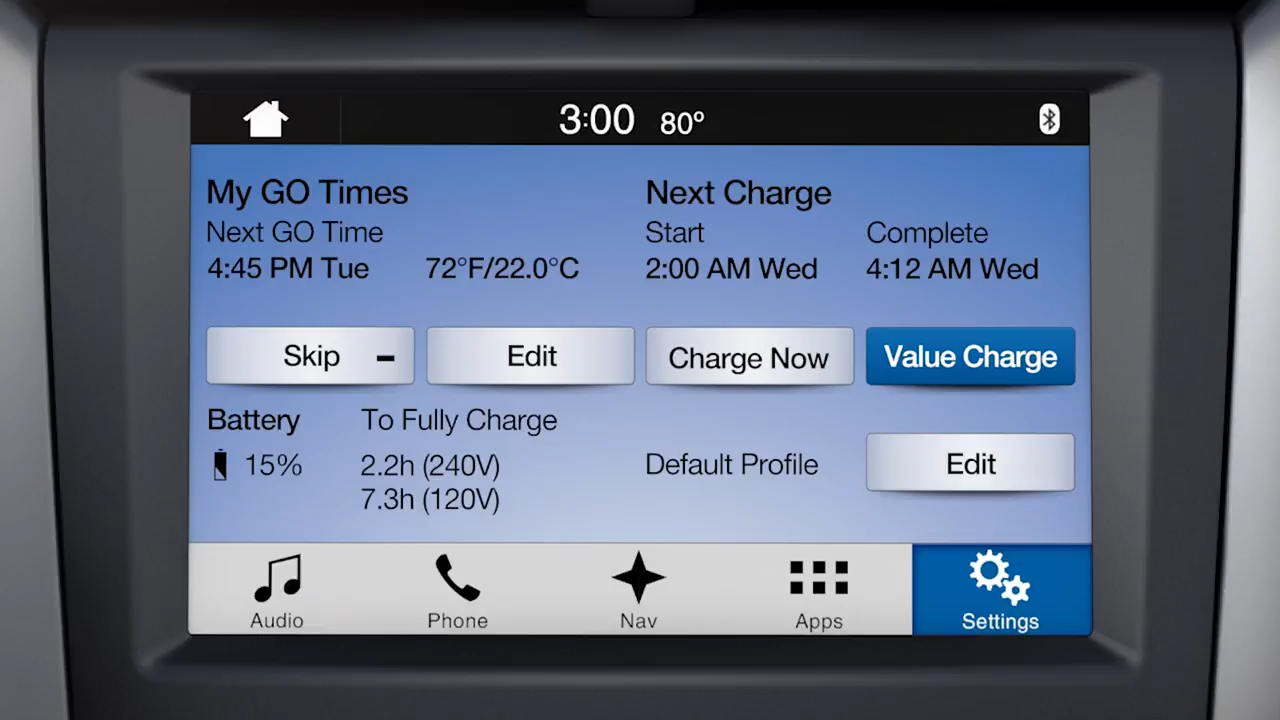 3:00 80°
My GO Times
Next GO Time
4:45 PM Tue 72°F/22.0°C
Next Charge
Start Complete
2:00 AM Wed 4:12 AM Wed
Skip – Edit Charge Now Value Charge
Battery To Fully Charge
15% 2.2h (240V)
7.3h (120V)
Default Profile Edit
Audio Phone Nav Apps Settings